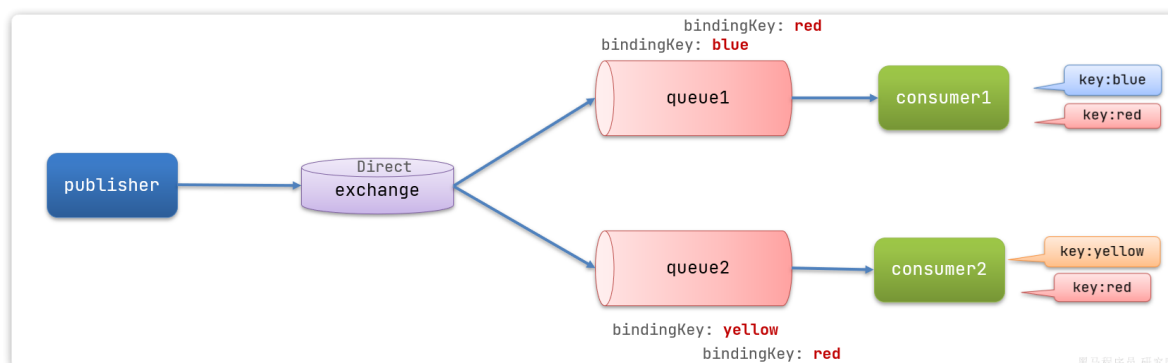 bindingKey: red
bindingKey: blue
queue1
consumer1
key:blue
key:red
publisher
Direct
exchange
queue2
consumer2
key:yellow
key:red
bindingKey: yellow
bindingKey: red